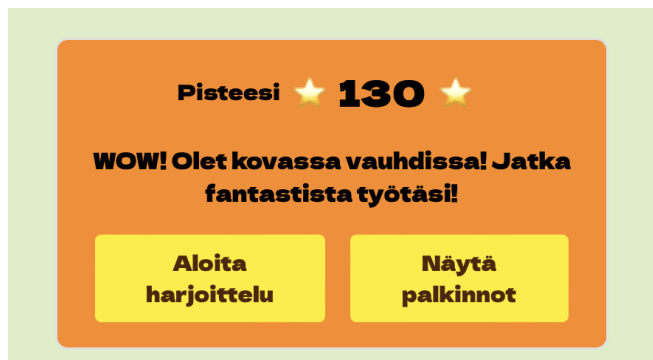 Pisteesi 130
WOW! Olet kovassa vauhdissa! Jatka
fantastista työtäsi!
Aloita
harjoittelu
Näytä
palkinnot